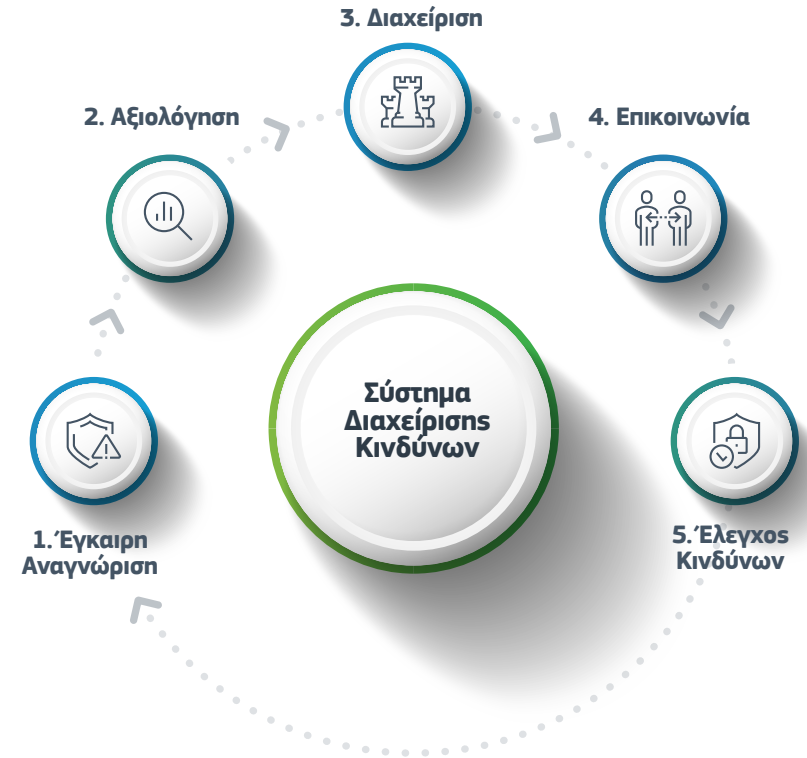 3. Διαχείριση
2. Αξιολόγηση
4. Επικοινωνία
Σύστημα
Διαχείρισης
Κινδύνων
1. Έγκαιρη
Αναγνώριση
5. Έλεγχος
Κινδύνων